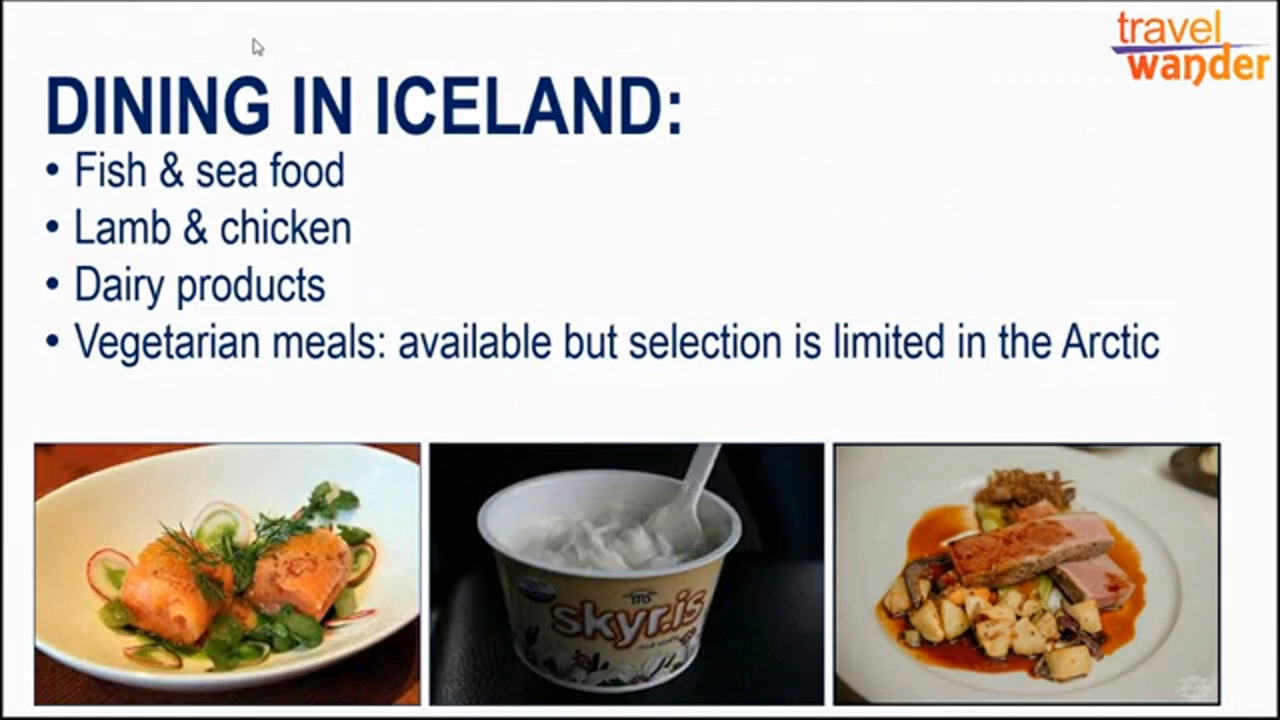 travel
wander
DINING IN ICELAND:
• Fish & sea food
• Lamb & chicken
• Dairy products
• Vegetarian meals: available but selection is limited in the Arctic
skyr.is